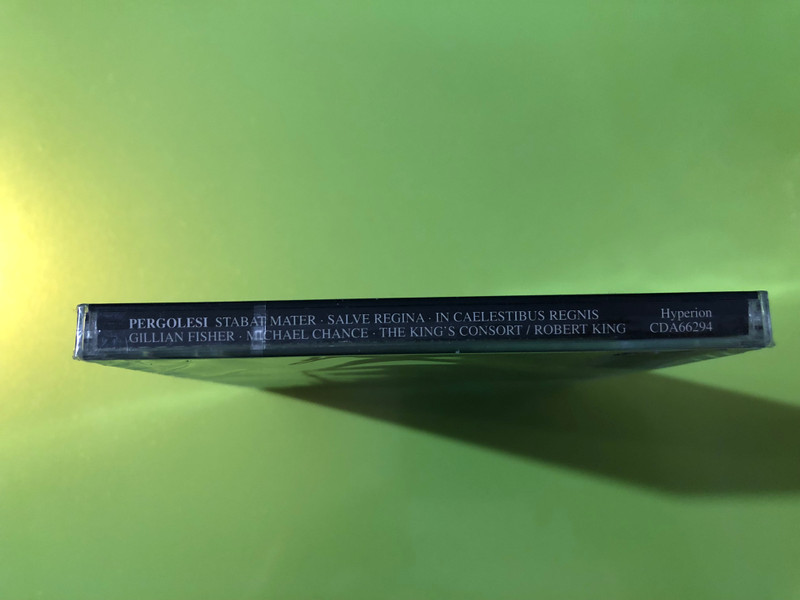 PERGOLESI STABAT MATER · SALVE REGINA · IN CAELESTIBUS REGNIS
GILLIAN FISHER · MICHAEL CHANCE · THE KING'S CONSORT / ROBERT KING
Hyperion
CDA66294